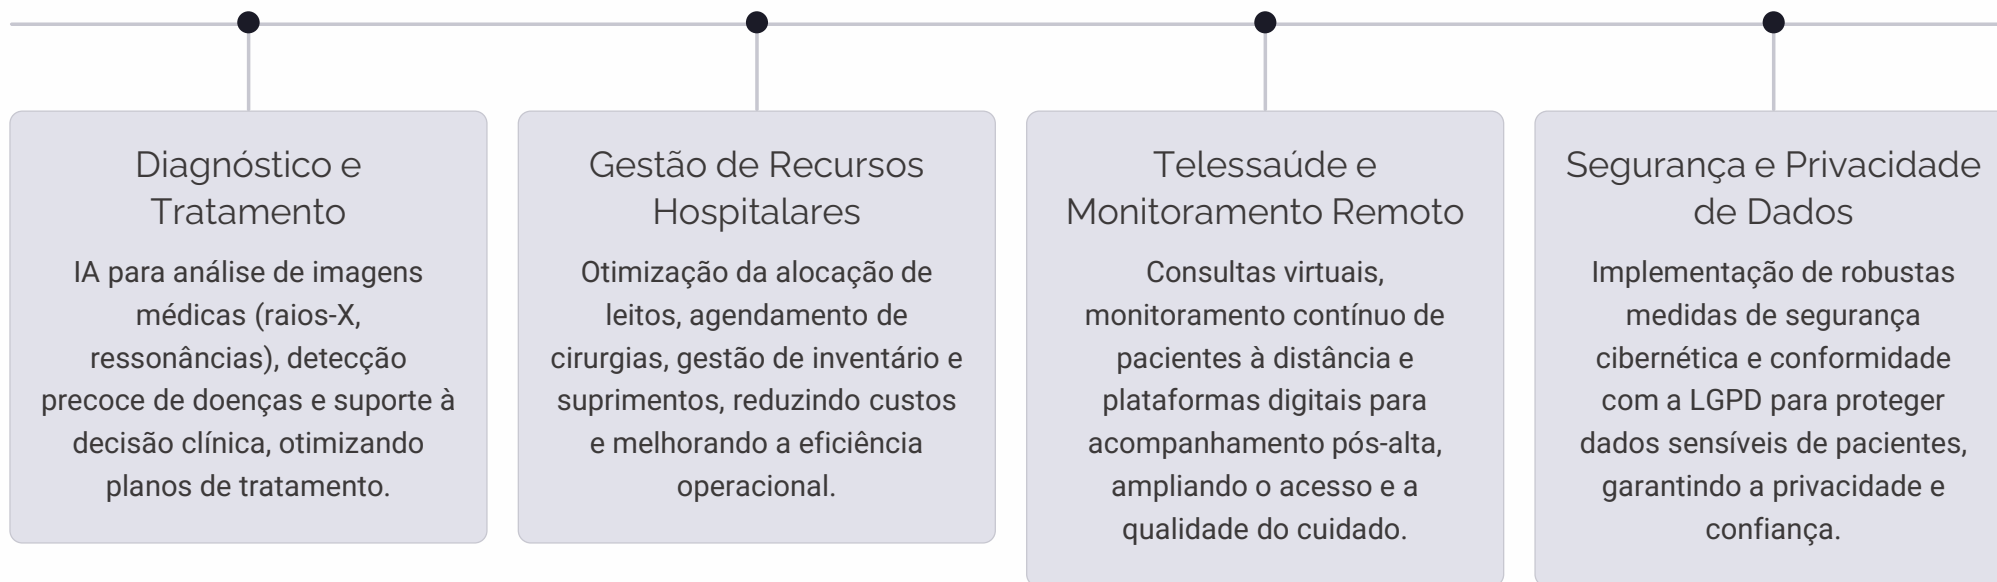 Diagnóstico e
Tratamento
IA para análise de imagens
médicas (raios-X,
ressonâncias), detecção
precoce de doenças e suporte à
decisão clínica, otimizando
planos de tratamento.
Gestão de Recursos
Hospitalares
Otimização da alocação de
leitos, agendamento de
cirurgias, gestão de inventário e
suprimentos, reduzindo custos
e melhorando a eficiência
operacional.
Telessaúde e
Monitoramento Remoto
Consultas virtuais,
monitoramento contínuo de
pacientes à distância e
plataformas digitais para
acompanhamento pós-alta,
ampliando o acesso e a
qualidade do cuidado.
Segurança e Privacidade
de Dados
Implementação de robustas
medidas de segurança
cibernética e conformidade
com a LGPD para proteger
dados sensíveis de pacientes,
garantindo a privacidade e
confiança.